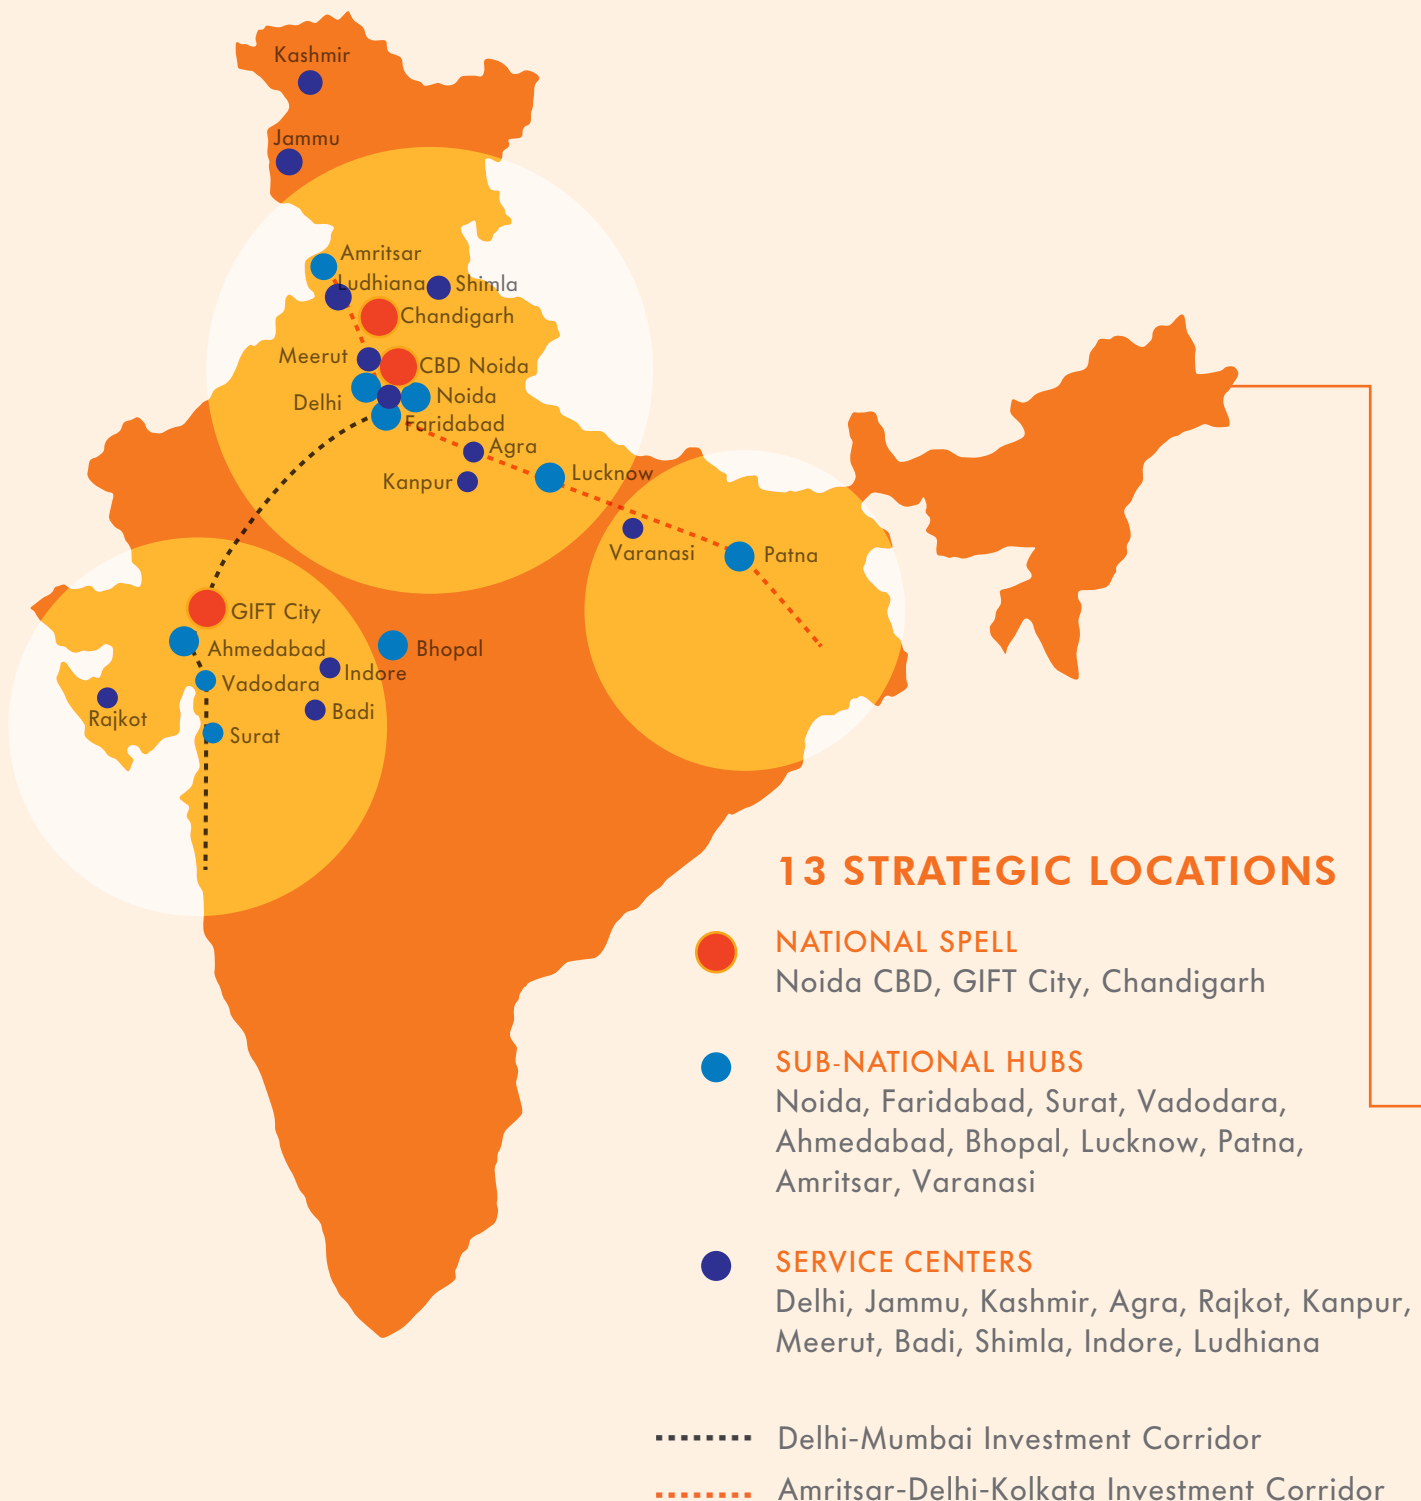 Kashmir
Jammu
Amritsar
Ludhiana
Shimla
Chandigarh
Meerut
CBD Noida
Delhi
Noida
Faridabad
Agra
Kanpur
Lucknow
Varanasi
Patna
GIFT City
Ahmedabad
Bhopal
Indore
Vadodara
Rajkot
Badi
Surat
13 STRATEGIC LOCATIONS
NATIONAL SPELL
Noida CBD, GIFT City, Chandigarh
SUB-NATIONAL HUBS
Noida, Faridabad, Surat, Vadodara,
Ahmedabad, Bhopal, Lucknow, Patna,
Amritsar, Varanasi
SERVICE CENTERS
Delhi, Jammu, Kashmir, Agra, Rajkot, Kanpur,
Meerut, Badi, Shimla, Indore, Ludhiana
Delhi-Mumbai Investment Corridor
Amritsar-Delhi-Kolkata Investment Corridor